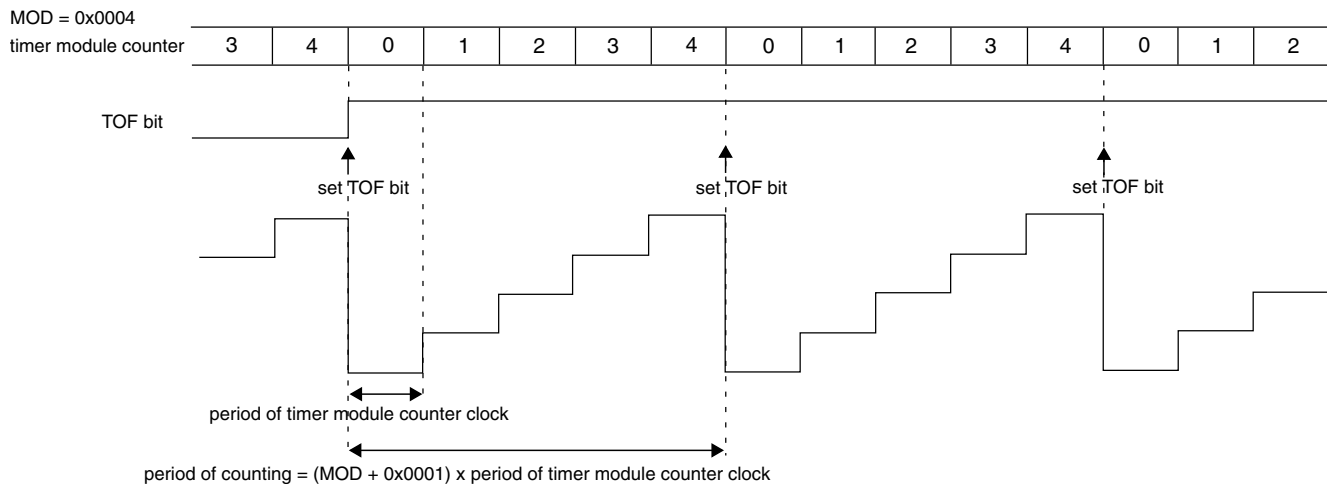 MOD = 0x0004
timer module counter 3 4 0 1 2 3 4 0 1 2 3 4 0 1 2
TOF bit
set TOF bit set TOF bit set TOF bit
period of timer module counter clock
period of counting = (MOD + 0x0001) x period of timer module counter clock